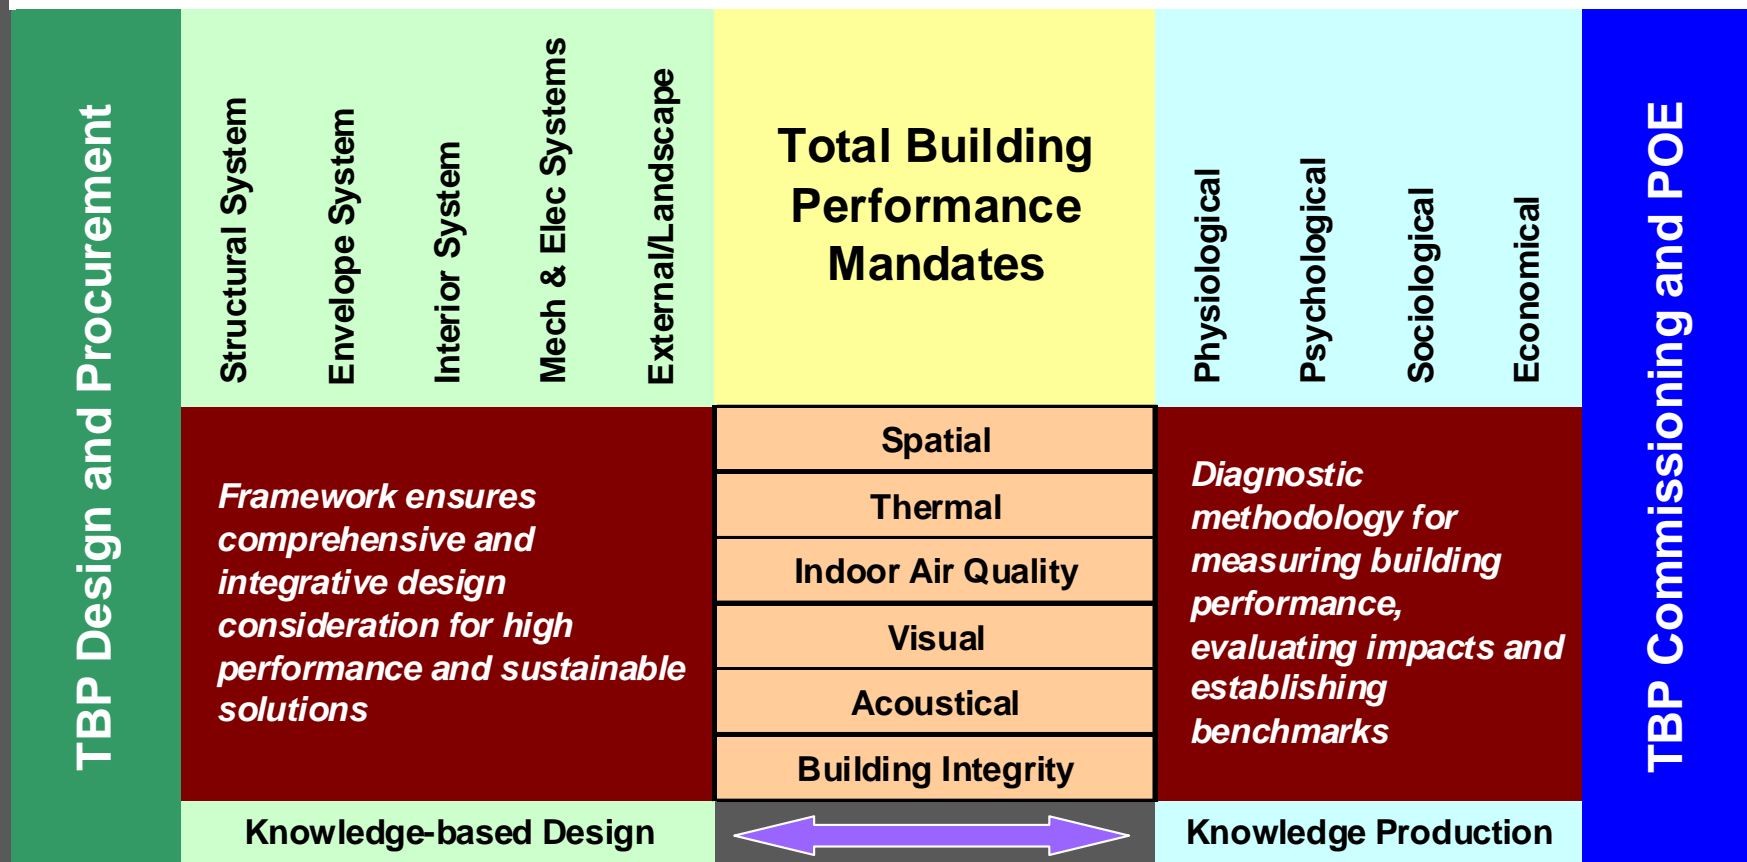 TBP Design and Procurement
Structural System
Envelope System
Interior System
Mech & Elec Systems
External/Landscape
Total Building
Performance
Mandates
Physiological
Psychological
Sociological
Economical
TBP Commissioning and POE
Framework ensures
comprehensive and
integrative design
consideration for high
performance and sustainable
solutions
Spatial
Thermal
Indoor Air Quality
Visual
Acoustical
Building Integrity
Diagnostic
methodology for
measuring building
performance,
evaluating impacts and
establishing
benchmarks
Knowledge-based Design
Knowledge Production